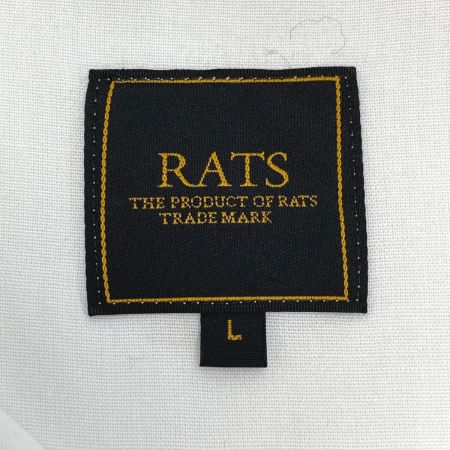 RATS
THE PRODUCT OF RATS
TRADE MARK
L